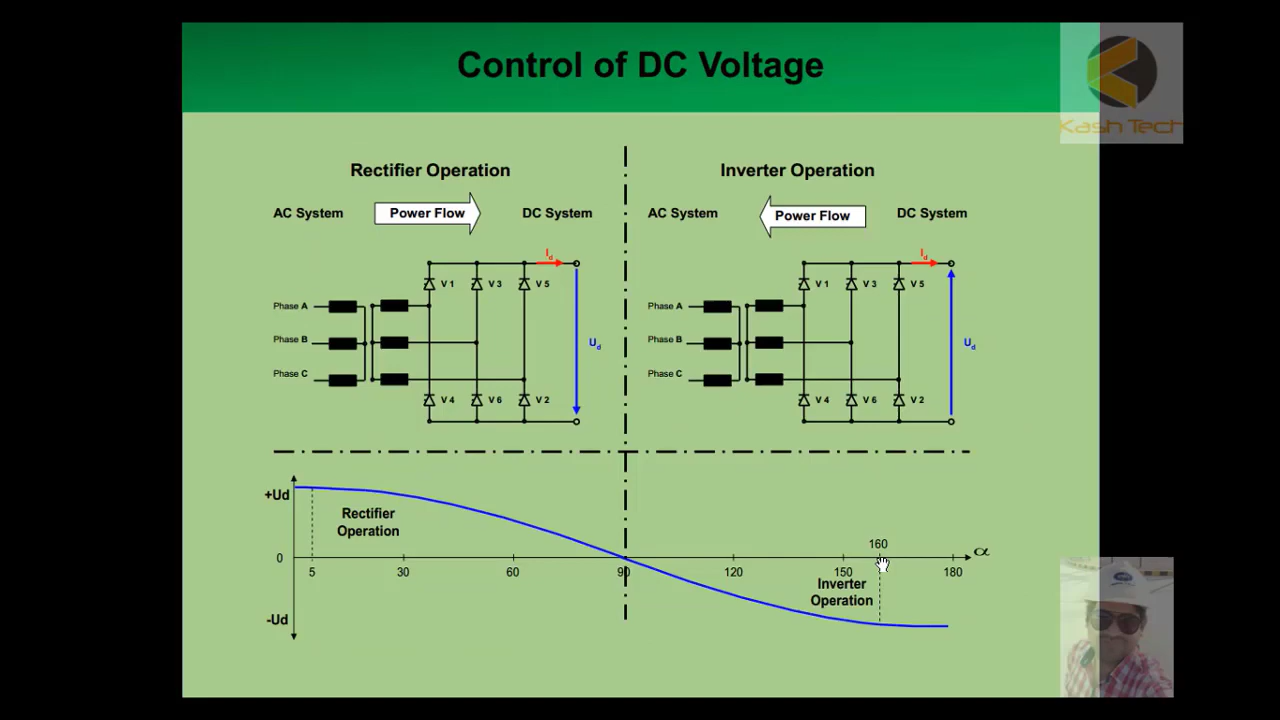 Control of DC Voltage
Kash Tech
Rectifier Operation
Inverter Operation
AC System
Power Flow
DC System
AC System
Power Flow
DC System
Id
Id
V 1
V 3
V 5
V 1
V 3
V 5
Phase A
Phase A
Phase B
Ud
Phase B
Ud
Phase C
Phase C
V 4
V 6
V 2
V 4
V 6
V 2
+Ud
Rectifier
Operation
160
α
0
5
30
60
90
120
150
180
Inverter
Operation
-Ud